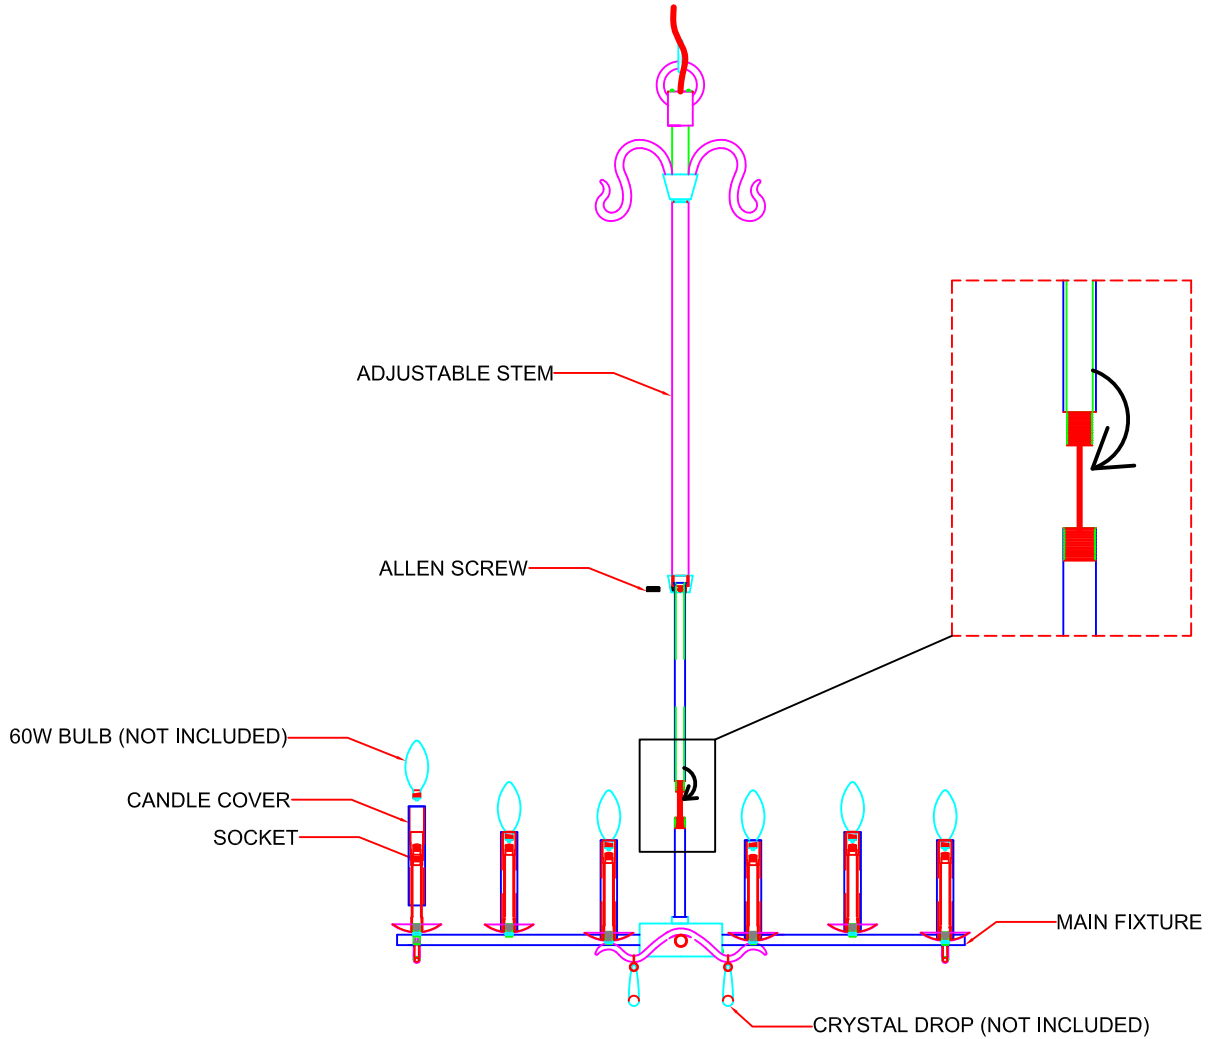 ADJUSTABLE STEM
ALLEN SCREW
60W BULB (NOT INCLUDED)
CANDLE COVER
SOCKET
MAIN FIXTURE
CRYSTAL DROP (NOT INCLUDED)